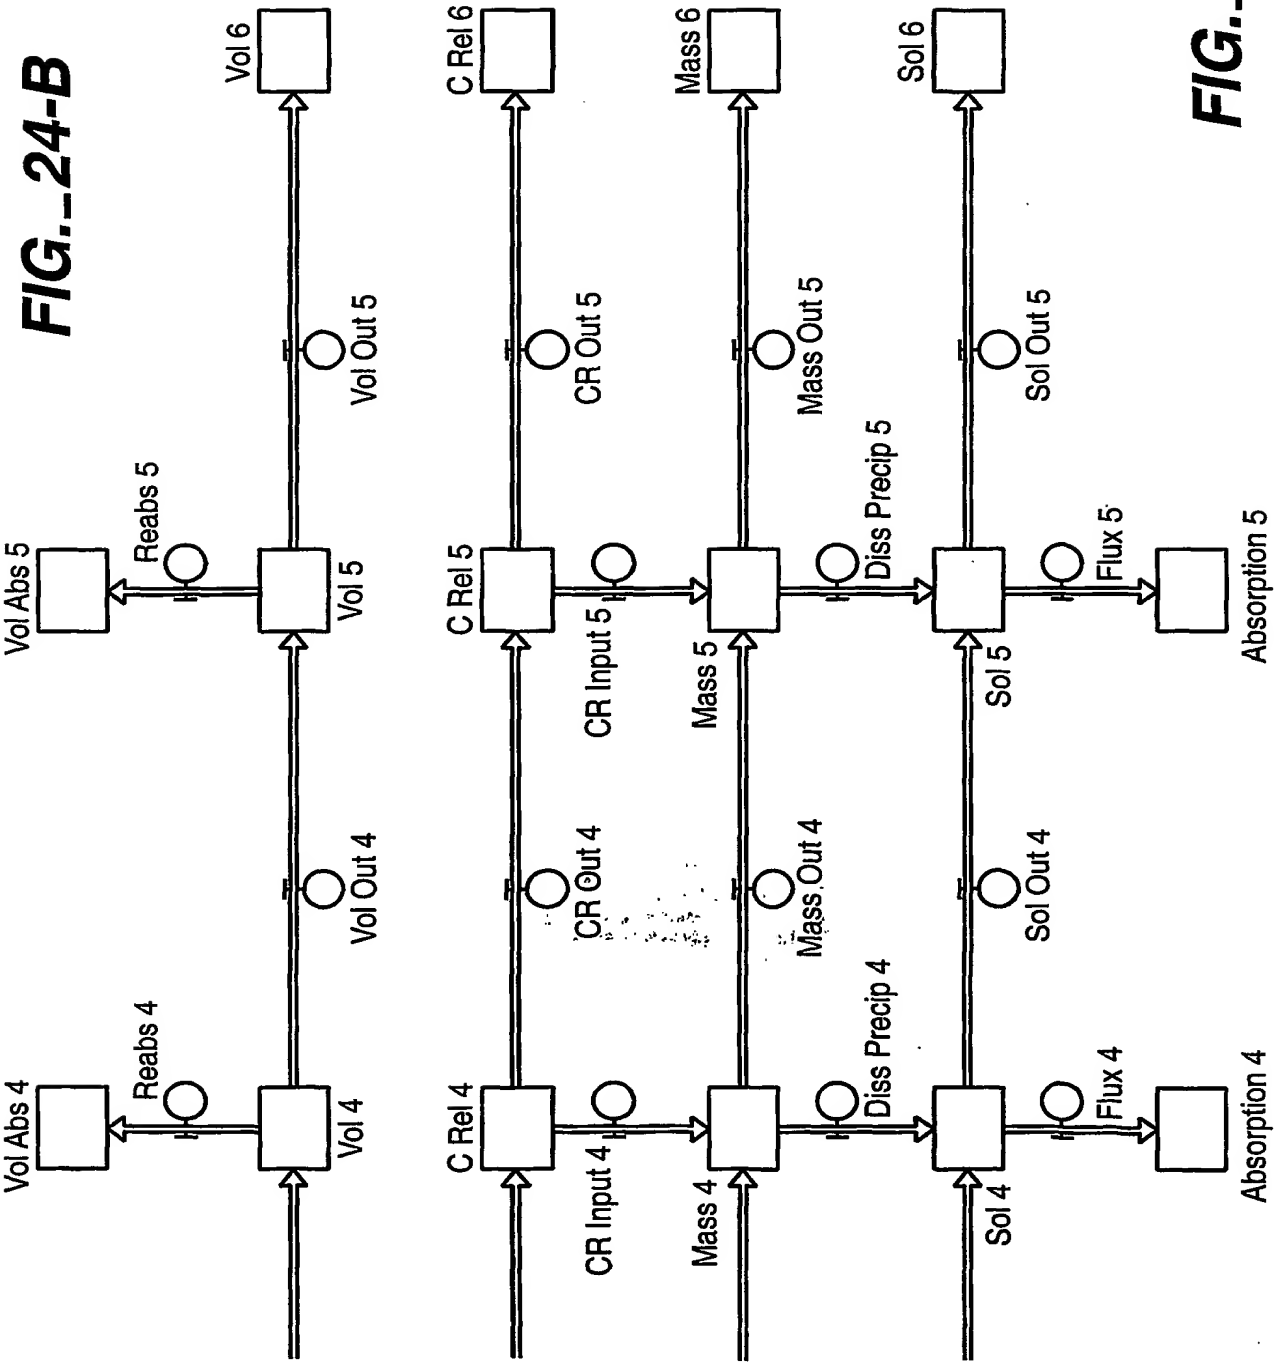 FIG._24-B
FIG._
Vol Abs 4
Reabs 4
Vol 4
Vol Out 4
Vol Abs 5
Reabs 5
Vol 5
Vol Out 5
Vol 6
C Rel 4
CR Input 4
CR Out 4
C Rel 5
CR Input 5
CR Out 5
C Rel 6
Mass 4
Diss Precip 4
Mass Out 4
Mass 5
Diss Precip 5
Mass Out 5
Mass 6
Sol 4
Flux 4
Sol Out 4
Sol 5
Flux 5
Sol Out 5
Sol 6
Absorption 4
Absorption 5